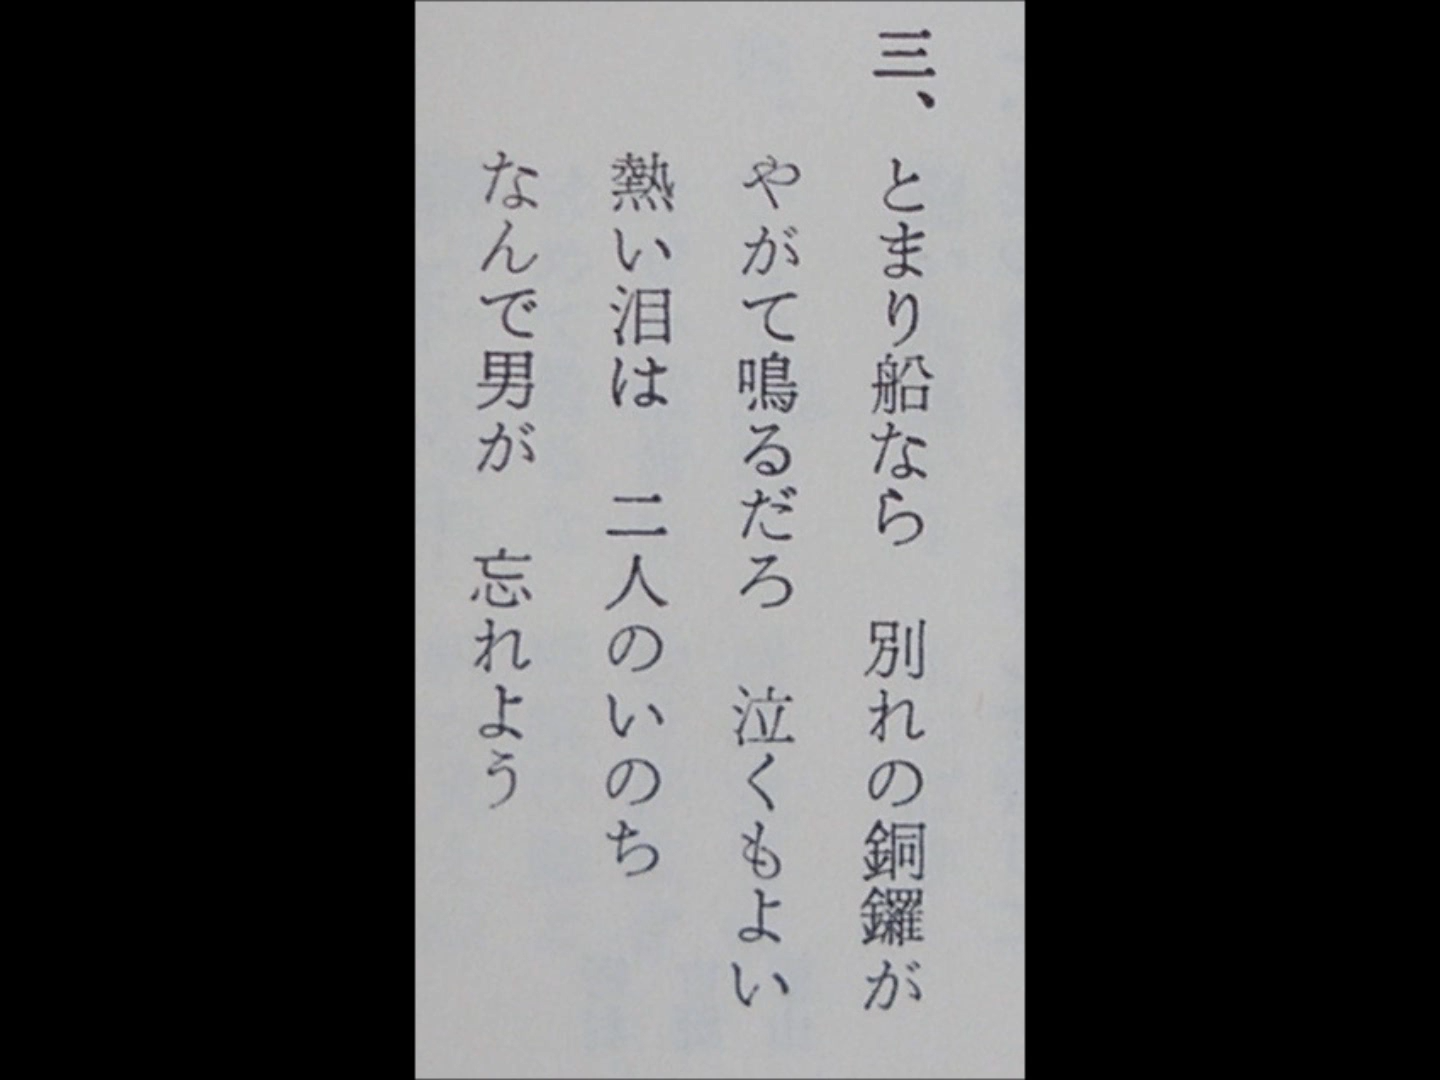 三、とまり船なら　別れの銅鑼が
やがて鳴るだろ　泣くもよい
熱い泪は　二人のいのち
なんで男が　忘れよう